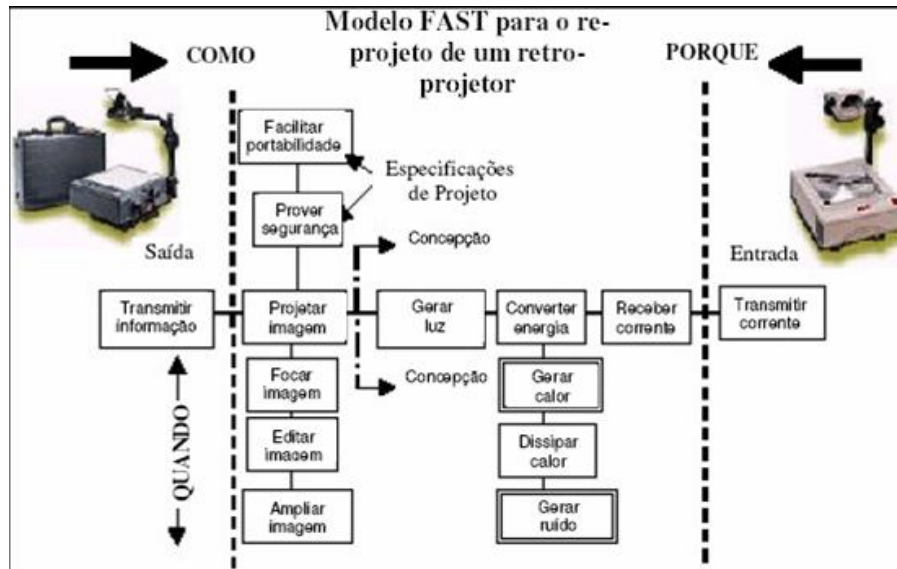 Modelo FAST para o re-
projeto de um retro-
projetor
COMO
PORQUE
Facilitar
portabilidade
Especificações
de Projeto
Prover
segurança
Saída
Concepção
Entrada
Transmitir
informação
Projetar
imagem
Gerar
luz
Converter
energia
Receber
corrente
Transmitir
corrente
QUANDO
Focar
imagem
Concepção
Gerar
calor
Editar
imagem
Dissipar
calor
Ampliar
imagem
Gerar
ruído